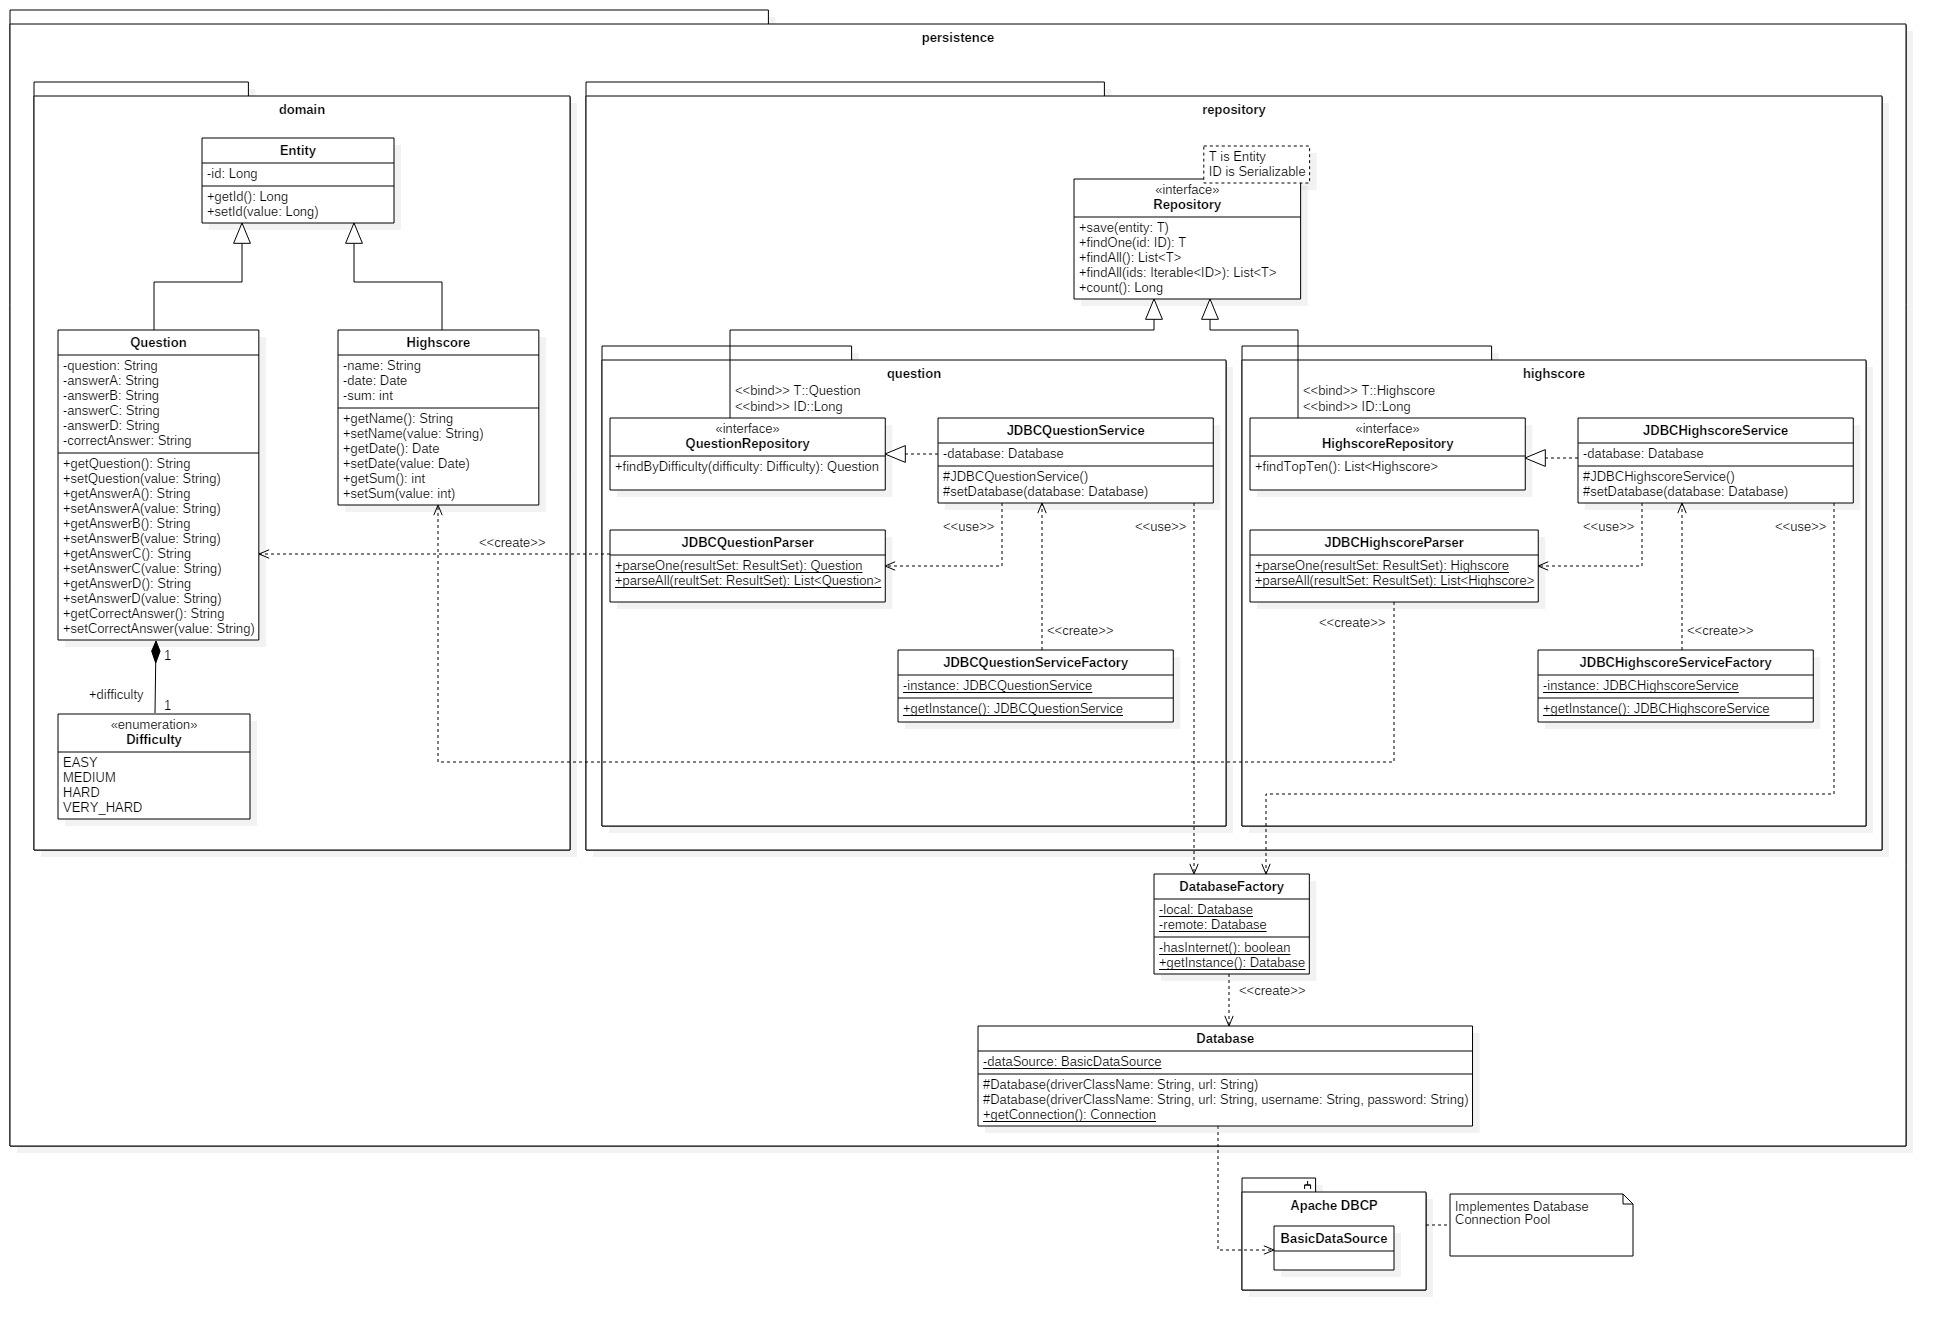 persistence
domain
Entity
-id: Long
+getId(): Long
+setId(value: Long)
Question
-question: String
-answerA: String
-answerB: String
-answerC: String
-answerD: String
-correctAnswer: String
+getQuestion(): String
+setQuestion(value: String)
+getAnswerA(): String
+setAnswerA(value: String)
+getAnswerB(): String
+setAnswerB(value: String)
+getAnswerC(): String
+setAnswerC(value: String)
+getAnswerD(): String
+setAnswerD(value: String)
+getCorrectAnswer(): String
+setCorrectAnswer(value: String)
Highscore
-name: String
-date: Date
-sum: int
+getName(): String
+setName(value: String)
+getDate(): Date
+setDate(value: Date)
+getSum(): int
+setSum(value: int)
1
+difficulty
1
«enumeration»
Difficulty
EASY
MEDIUM
HARD
VERY_HARD
<<create>>
repository
T is Entity
ID is Serializable
«interface»
Repository
+save(entity: T)
+findOne(id: ID): T
+findAll(): List<T>
+findAll(ids: Iterable<ID>): List<T>
+count(): Long
question
<<bind>> T::Question
<<bind>> ID::Long
«interface»
QuestionRepository
+findByDifficulty(difficulty: Difficulty): Question
JDBCQuestionService
-database: Database
#JDBCQuestionService()
#setDatabase(database: Database)
<<use>>
<<use>>
JDBCQuestionParser
+parseOne(resultSet: ResultSet): Question
+parseAll(reultSet: ResultSet): List<Question>
<<create>>
JDBCQuestionServiceFactory
-instance: JDBCQuestionService
+getInstance(): JDBCQuestionService
highscore
<<bind>> T::Highscore
<<bind>> ID::Long
«interface»
HighscoreRepository
+findTopTen(): List<Highscore>
JDBCHighscoreService
-database: Database
#JDBCHighscoreService()
#setDatabase(database: Database)
<<use>>
<<use>>
JDBCHighscoreParser
+parseOne(resultSet: ResultSet): Highscore
+parseAll(resultSet: ResultSet): List<Highscore>
<<create>>
<<create>>
JDBCHighscoreServiceFactory
-instance: JDBCHighscoreService
+getInstance(): JDBCHighscoreService
DatabaseFactory
-local: Database
-remote: Database
-hasInternet(): boolean
+getInstance(): Database
<<create>>
Database
-dataSource: BasicDataSource
#Database(driverClassName: String, url: String)
#Database(driverClassName: String, url: String, username: String, password: String)
+getConnection(): Connection
Apache DBCP
BasicDataSource
Implementes Database
Connection Pool